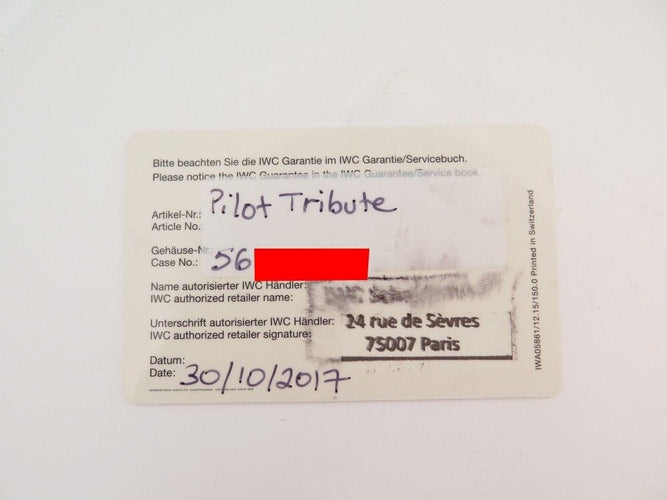 Bitte beachten Sie die IWC Garantie im IWC Garantie/Servicebuch.
Please notice the IWC Guarantee in the IWC Guarantee/Service book.
Artikel-Nr.:
Article No.
Pilot Tribute
Gehäuse-Nr.
Case No.:
56
Name autorisierter IWC Händler:
IWC authorized retailer name:
Unterschrift autorisierter IWC Händler:
IWC authorized retailer signature:
24 rue de Sèvres
75007 Paris
Datum:
Date: 30/10/2017
IWA05861/12.15/150.0 Printed in Switzerland